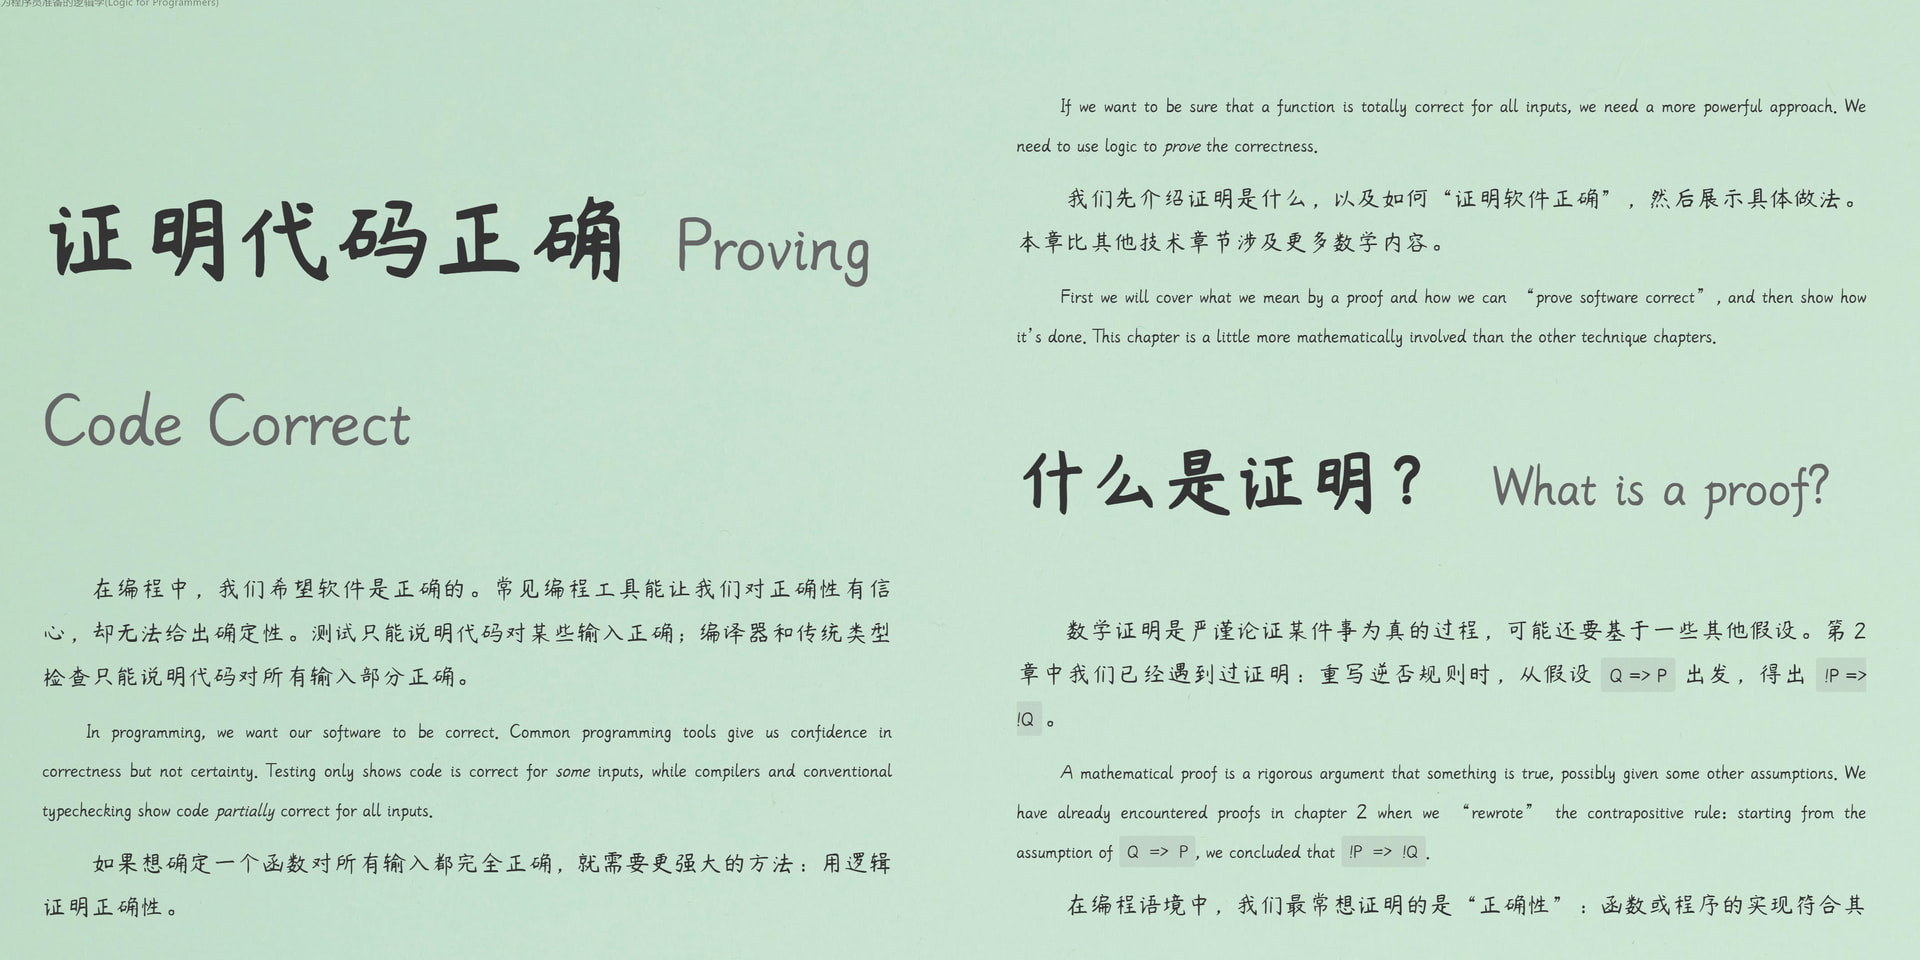 为程序员准备的逻辑学(Logic for Programmers)
证明代码正确 Proving
Code Correct
在编程中，我们希望软件是正确的。常见编程工具能让我们对正确性有信
心，却无法给出确定性。测试只能说明代码对某些输入正确；编译器和传统类型
检查只能说明代码对所有输入部分正确。
In programming, we want our software to be correct. Common programming tools give us confidence in
correctness but not certainty. Testing only shows code is correct for some inputs, while compilers and conventional
typechecking show code partially correct for all inputs.
如果想确定一个函数对所有输入都完全正确，就需要更强大的方法：用逻辑
证明正确性。
If we want to be sure that a function is totally correct for all inputs, we need a more powerful approach. We
need to use logic to prove the correctness.
我们先介绍证明是什么，以及如何“证明软件正确”，然后展示具体做法。
本章比其他技术章节涉及更多数学内容。
First we will cover what we mean by a proof and how we can “prove software correct”, and then show how
it’s done. This chapter is a little more mathematically involved than the other technique chapters.
什么是证明？ What is a proof?
数学证明是严谨论证某件事为真的过程，可能还要基于一些其他假设。第 2
章中我们已经遇到过证明：重写逆否规则时，从假设 Q => P 出发，得出 !P =>
!Q 。
A mathematical proof is a rigorous argument that something is true, possibly given some other assumptions. We
have already encountered proofs in chapter 2 when we “rewrote” the contrapositive rule: starting from the
assumption of Q => P, we concluded that !P => !Q.
在编程语境中，我们最常想证明的是“正确性”：函数或程序的实现符合其